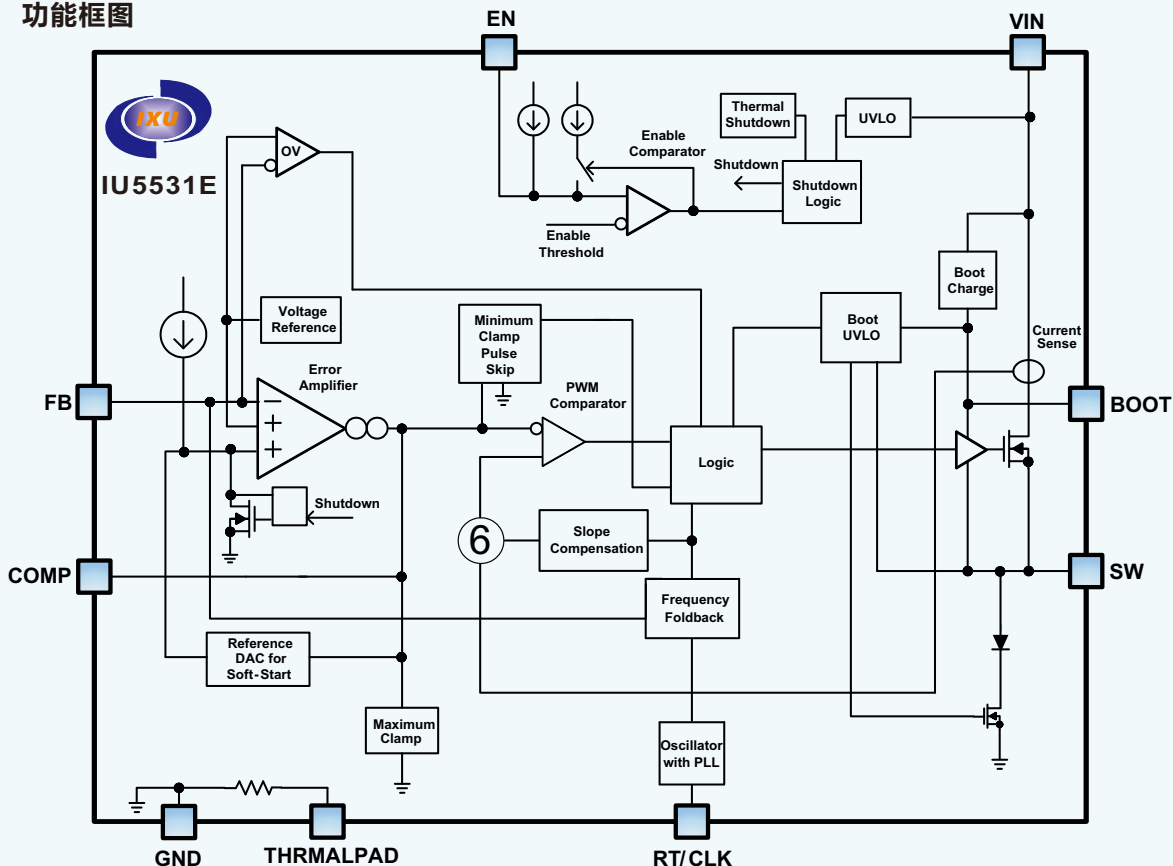 功能框图
EN
VIN
IXU
IU5531E
OV
Thermal
Shutdown
UVLO
Enable
Comparator
Shutdown
Shutdown
Logic
Enable
Threshold
Boot
Charge
Voltage
Reference
Minimum
Clamp
Pulse
Skip
Boot
UVLO
Current
Sense
Error
Amplifier
PWM
Comparator
FB
BOOT
Logic
Shutdown
6
Slope
Compensation
COMP
SW
Frequency
Foldback
Reference
DAC for
Soft-Start
Maximum
Clamp
Oscillator
with PLL
GND
THRMALPAD
RT/CLK